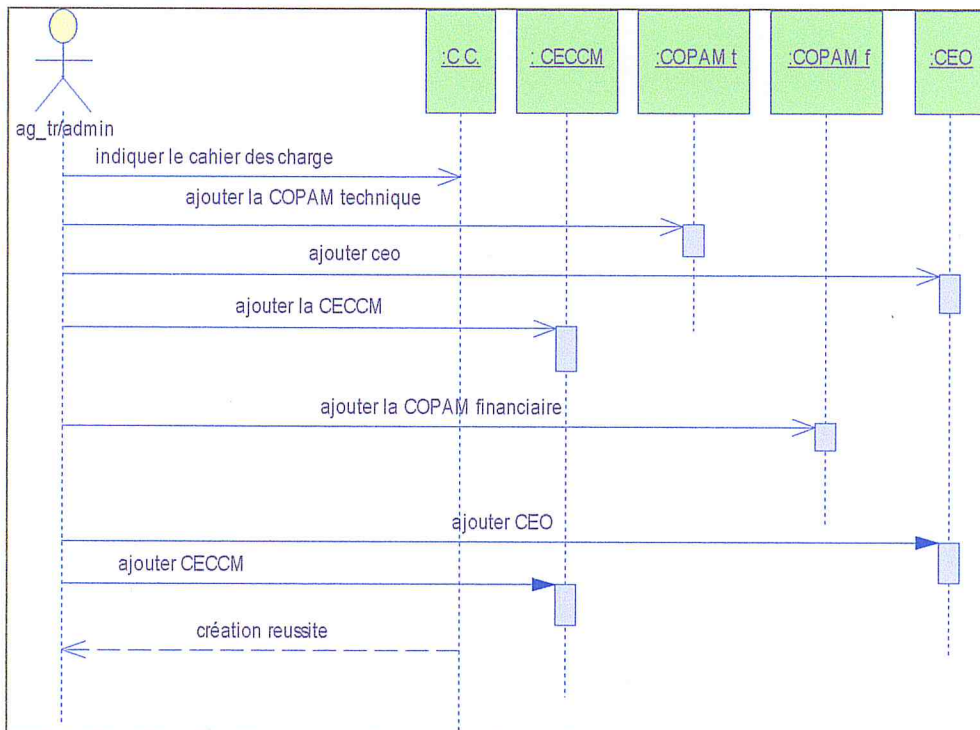 :C C.
: CECCM
:COPAM t
:COPAM f
:CEO
ag_tr/admin
indiquer le cahier des charge
ajouter la COPAM technique
ajouter ceo
ajouter la CECCM
ajouter la COPAM financiaire
ajouter CEO
ajouter CECCM
création reussite